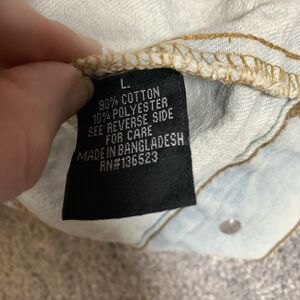 L.
90% COTTON
10% POLYESTER
SEE REVERSE SIDE
FOR CARE
MADE IN BANGLADESH
RN#136523